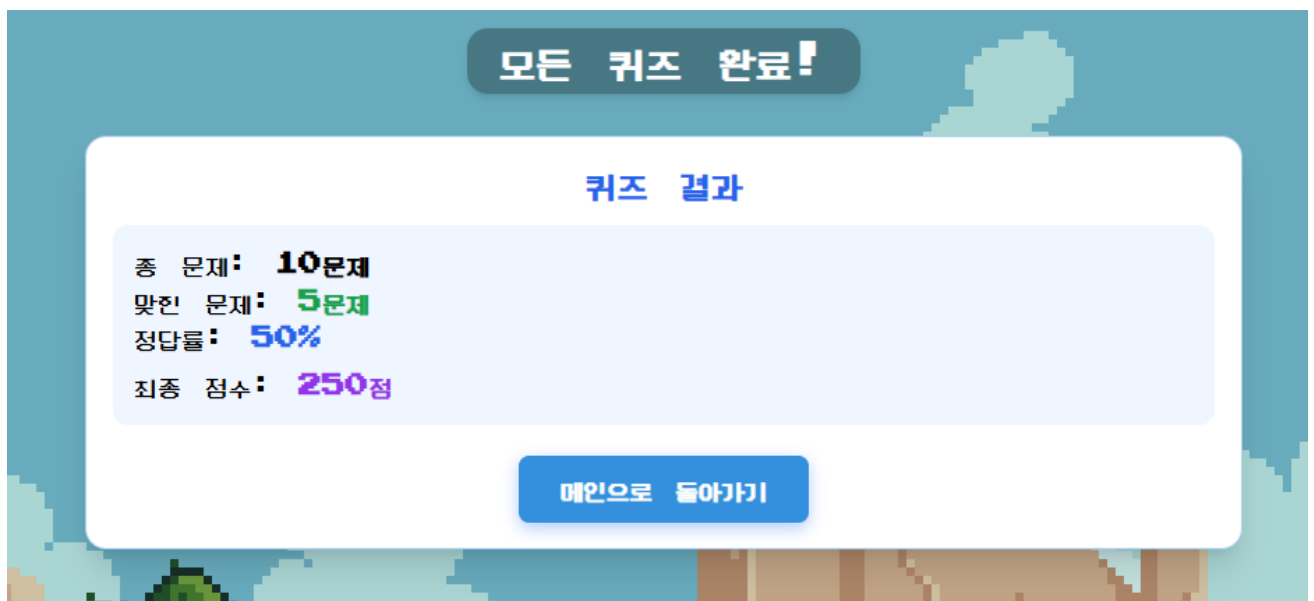 모든 퀴즈 완료!
퀴즈 결과
총 문제: 10문제
맞힌 문제: 5문제
정답률: 50%
최종 점수: 250점
메인으로 돌아가기